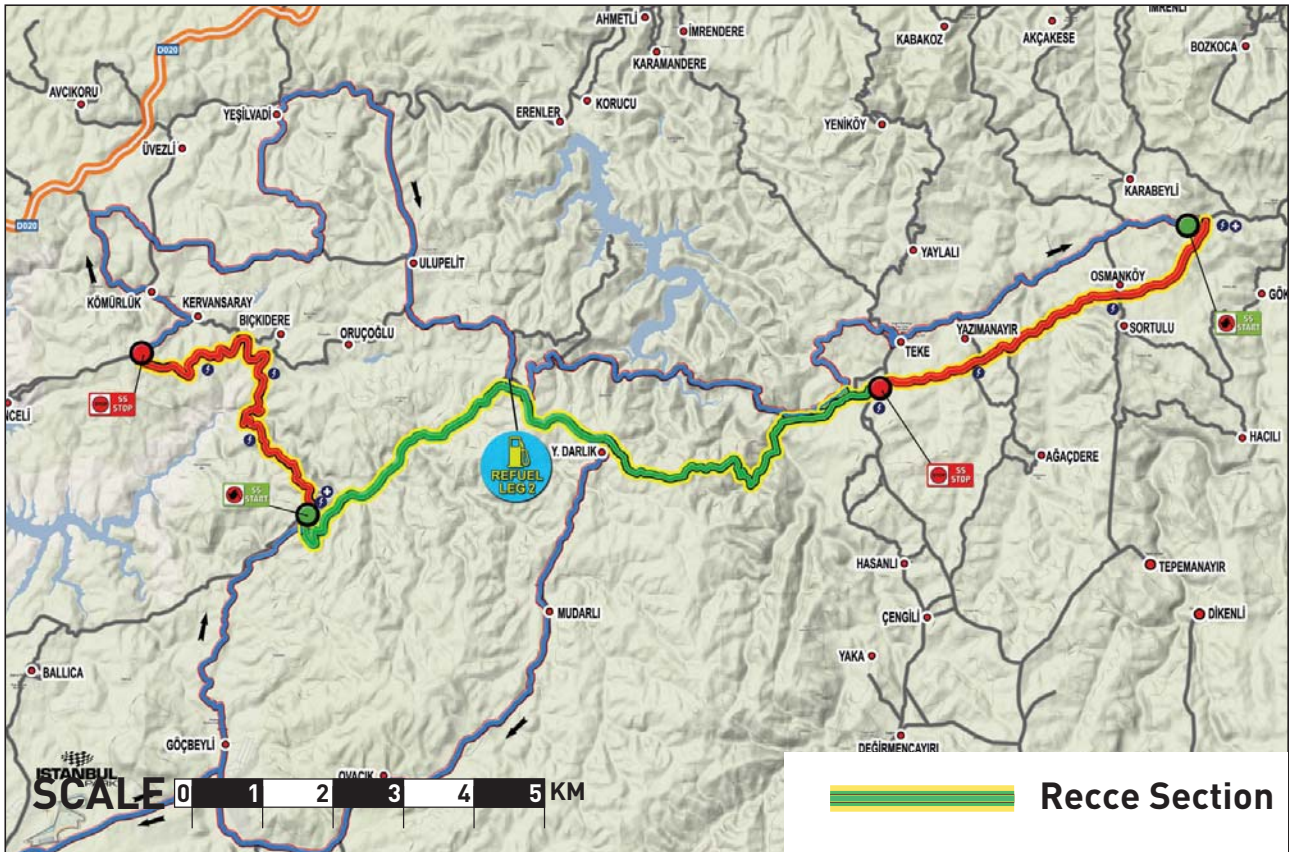 AHMETLİ
İMRENDERE
KARAMANDERE
KABAKOZ
AKÇAKESE
İMRENLİ
BOZKOCA
D020
AVCIKORU
YEŞİLVADİ
ERENLER
KORUCU
YENİKÖY
ÜVEZLİ
KARABEYLİ
D020
ULUPELİT
YAYLALI
OSMANKÖY
GÖK
KÖMÜRLÜK
KERVANSARAY
BIÇKIDERE
ORUÇOĞLU
SS
START
SORTULU
YAZIMANAYIR
TEKE
SS
STOP
NCELİ
HACILI
Y. DARLIK
AĞAÇDERE
REFUEL
LEG 2
SS
STOP
SS
START
HASANLI
TEPEMANAYIR
MUDARLI
ÇENGİLİ
DİKENLİ
YAKA
BALLICA
GÖÇBEYLİ
DEĞİRMENÇAYIRI
ISTANBUL
PARK
OVACIK
SCALE 0 1 2 3 4 5 KM
Recce Section